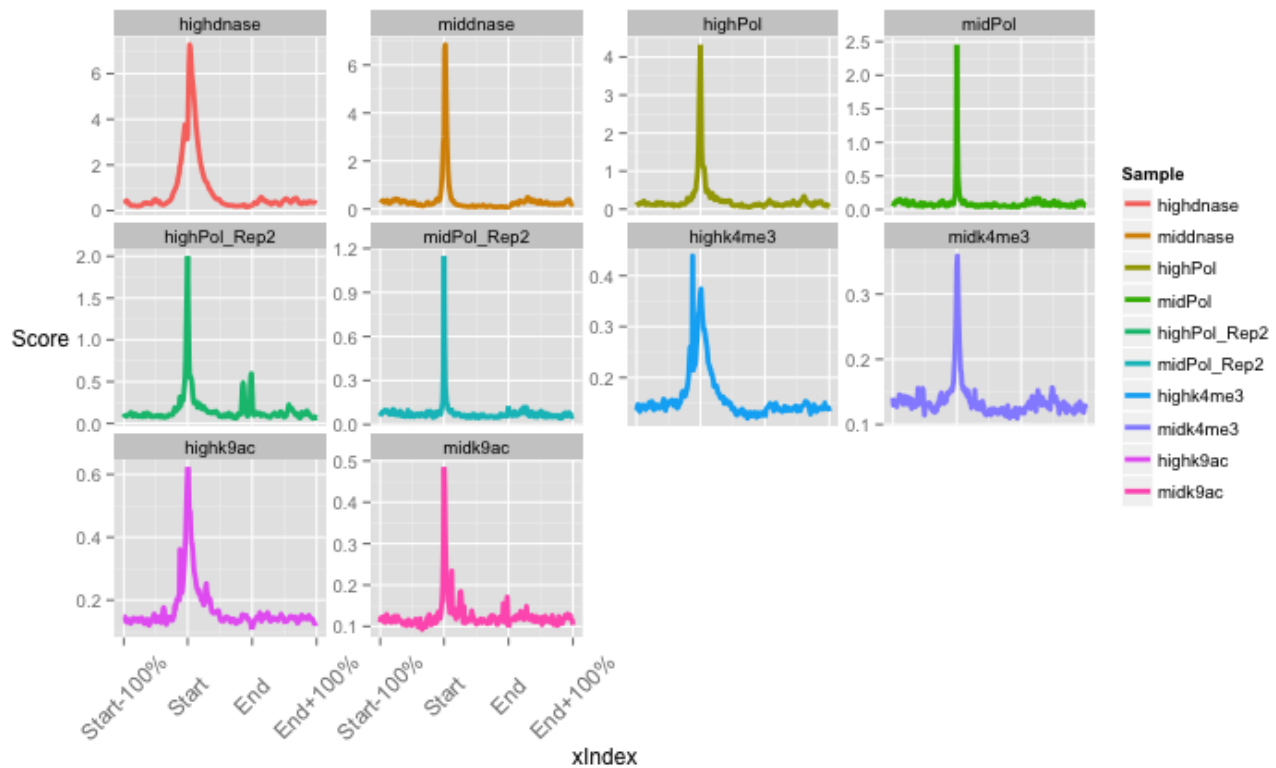 highdnase
middnase
highPol
midPol
6
4
2
0
6
4
2
0
4
3
2
1
0
2.5
2.0
1.5
1.0
0.5
0.0
highPol_Rep2
midPol_Rep2
highk4me3
midk4me3
2.0
1.5
1.0
0.5
0.0
1.2
0.9
0.6
0.3
0.0
0.4
0.3
0.2
0.3
0.2
0.1
highk9ac
midk9ac
0.6
0.4
0.2
0.5
0.4
0.3
0.2
0.1
Score
Start-100%
Start
End
End+100%
Start-100%
Start
End
End+100%
xIndex
Sample
highdnase
middnase
highPol
midPol
highPol_Rep2
midPol_Rep2
highk4me3
midk4me3
highk9ac
midk9ac